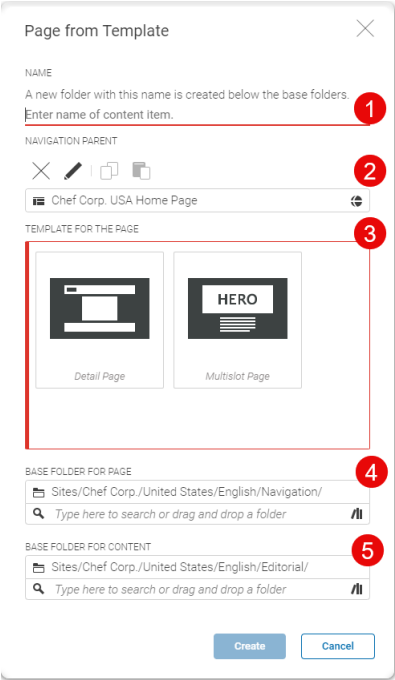 Page from Template
NAME
A new folder with this name is created below the base folders.
Enter name of content item.
1
NAVIGATION PARENT
2
Chef Corp. USA Home Page
TEMPLATE FOR THE PAGE
3
HERO
Detail Page
Multislot Page
BASE FOLDER FOR PAGE
4
Sites/Chef Corp./United States/English/Navigation/
Type here to search or drag and drop a folder
BASE FOLDER FOR CONTENT
5
Sites/Chef Corp./United States/English/Editorial/
Type here to search or drag and drop a folder
Create
Cancel